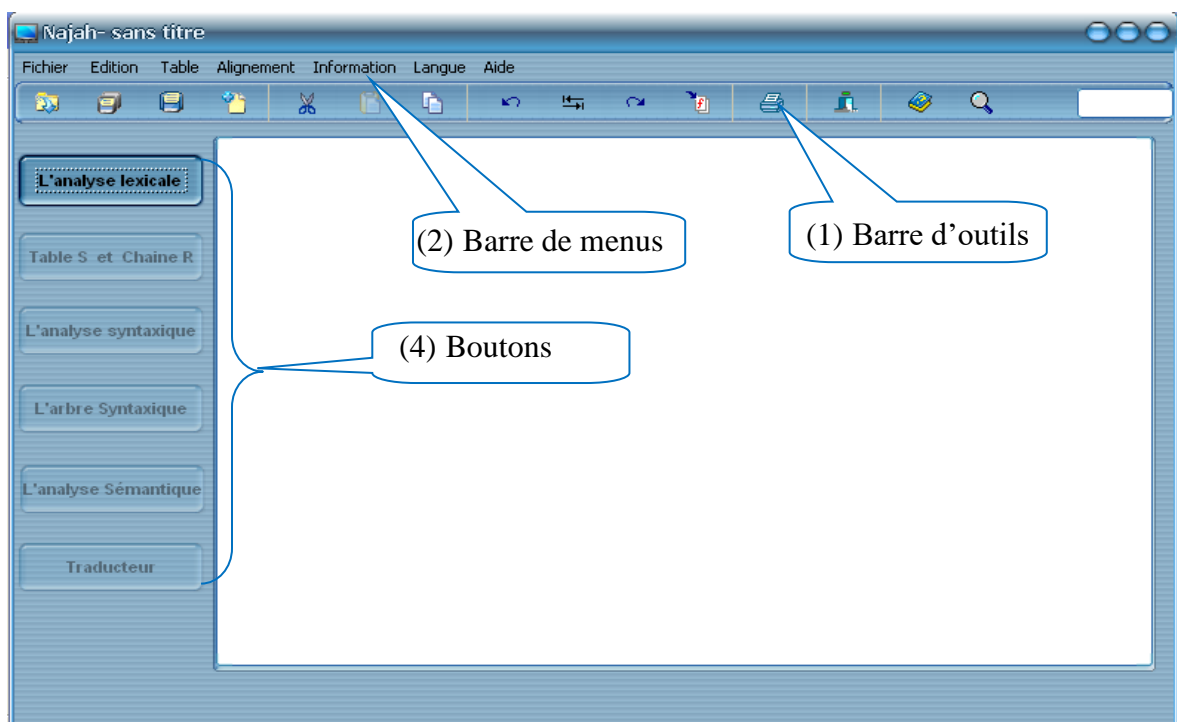 Najah- sans titre
Fichier Edition Table Alignement Information Langue Aide
L'analyse lexicale
(2) Barre de menus
(1) Barre d’outils
Table S et Chaine R
L'analyse syntaxique
(4) Boutons
L'arbre Syntaxique
L'analyse Sémantique
Traducteur